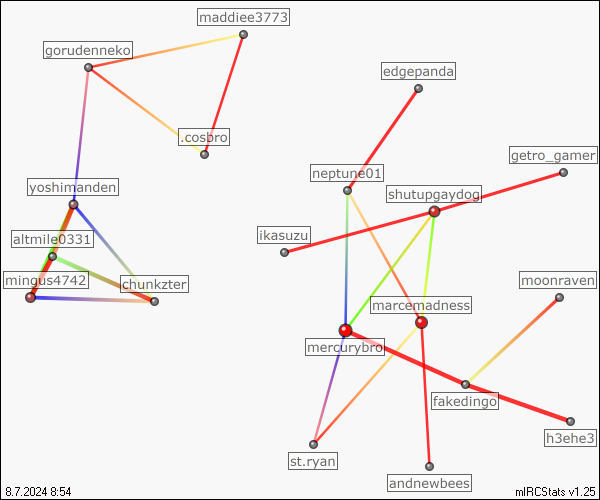 maddiee3773
gorudenneko
edgepanda
.cosbro
getro_gamer
neptune01
yoshimanden
shutupgaydog
altmile0331
ikasuzu
mingus4742
chunkzter
moonraven
marcemadness
mercurybro
fakedingo
h3ehe3
st.ryan
andnewbees
8.7.2024 8:54
mIRCStats v1.25